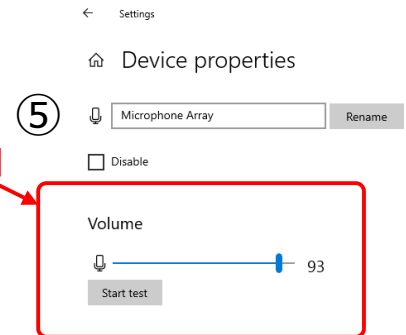 Settings
Device properties
⑤
Microphone Array
Rename
Disable
Volume
93
Start test